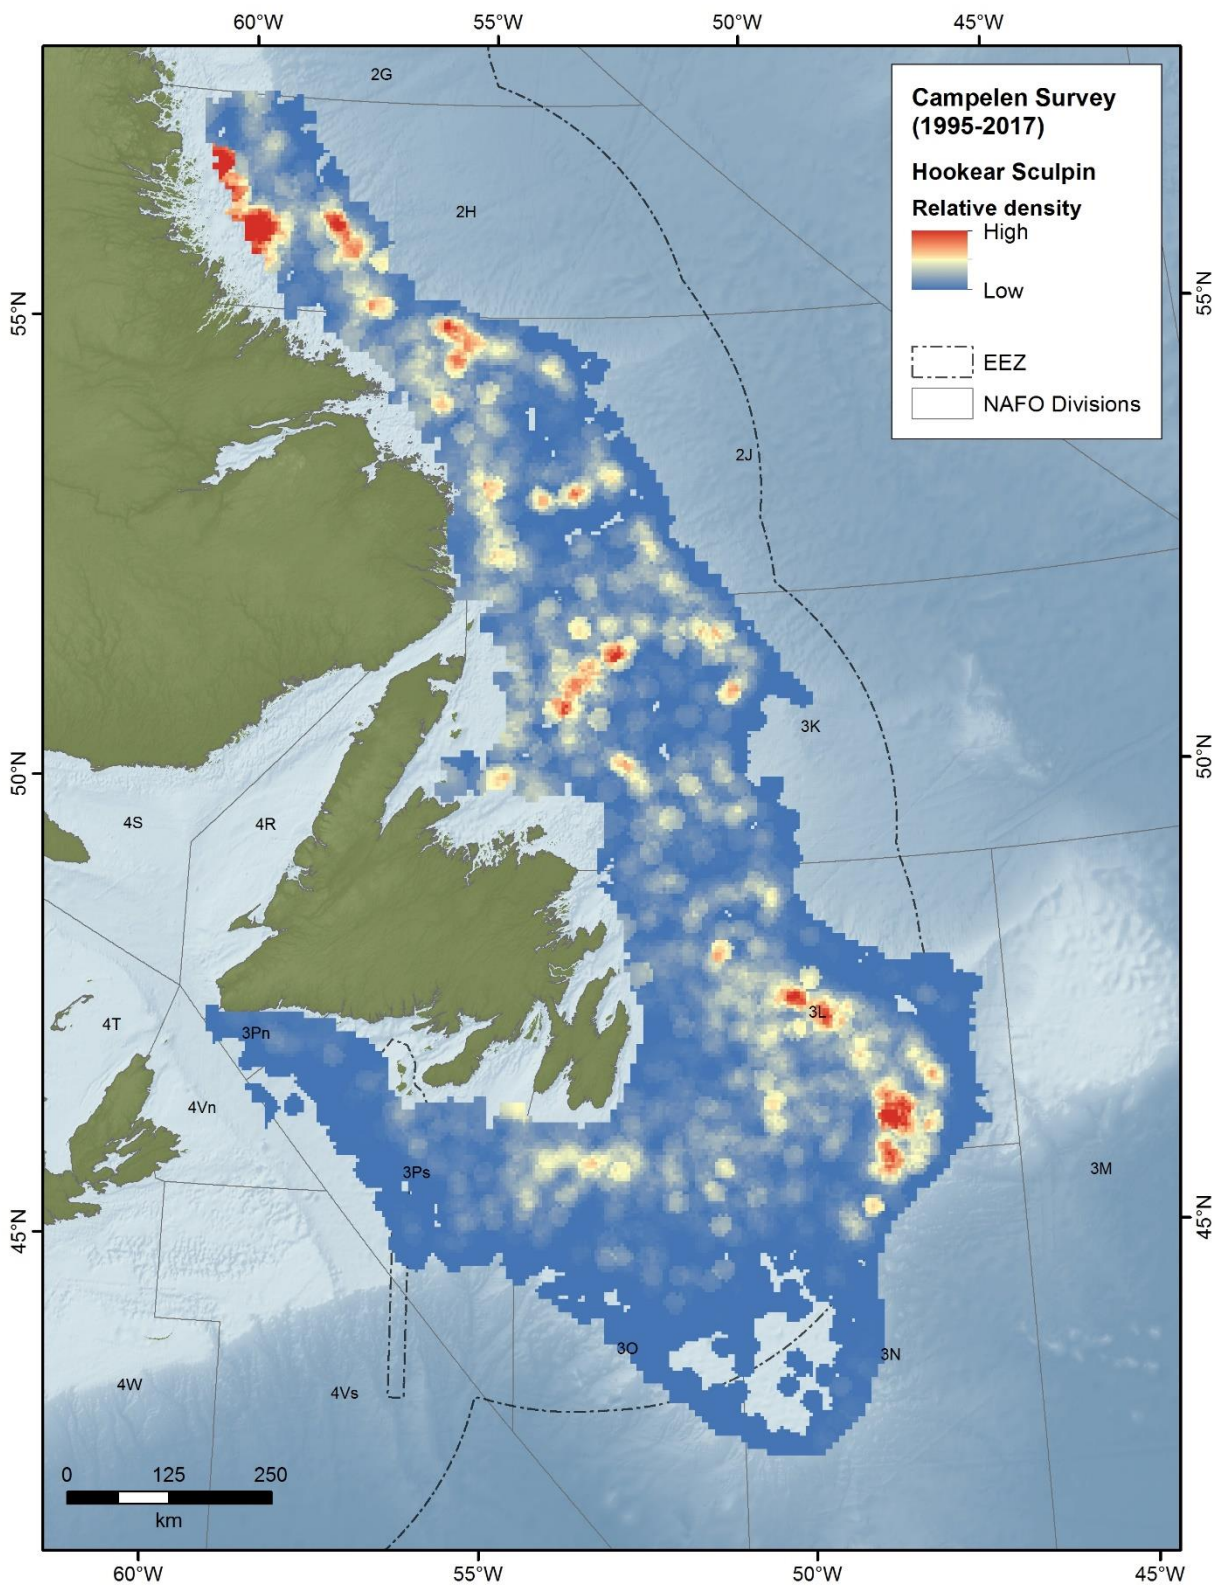 60°W 55°W 50°W 45°W
2G
Campelen Survey
(1995-2017)
Hookear Sculpin
Relative density
High
Low
EEZ
NAFO Divisions
2H
55°N
55°N
2J
3K
50°N
50°N
4S
4R
4T
3Pn
3L
4Vn
3Ps
3M
45°N
45°N
3O
3N
4W
4Vs
0 125 250
km
60°W 55°W 50°W 45°W